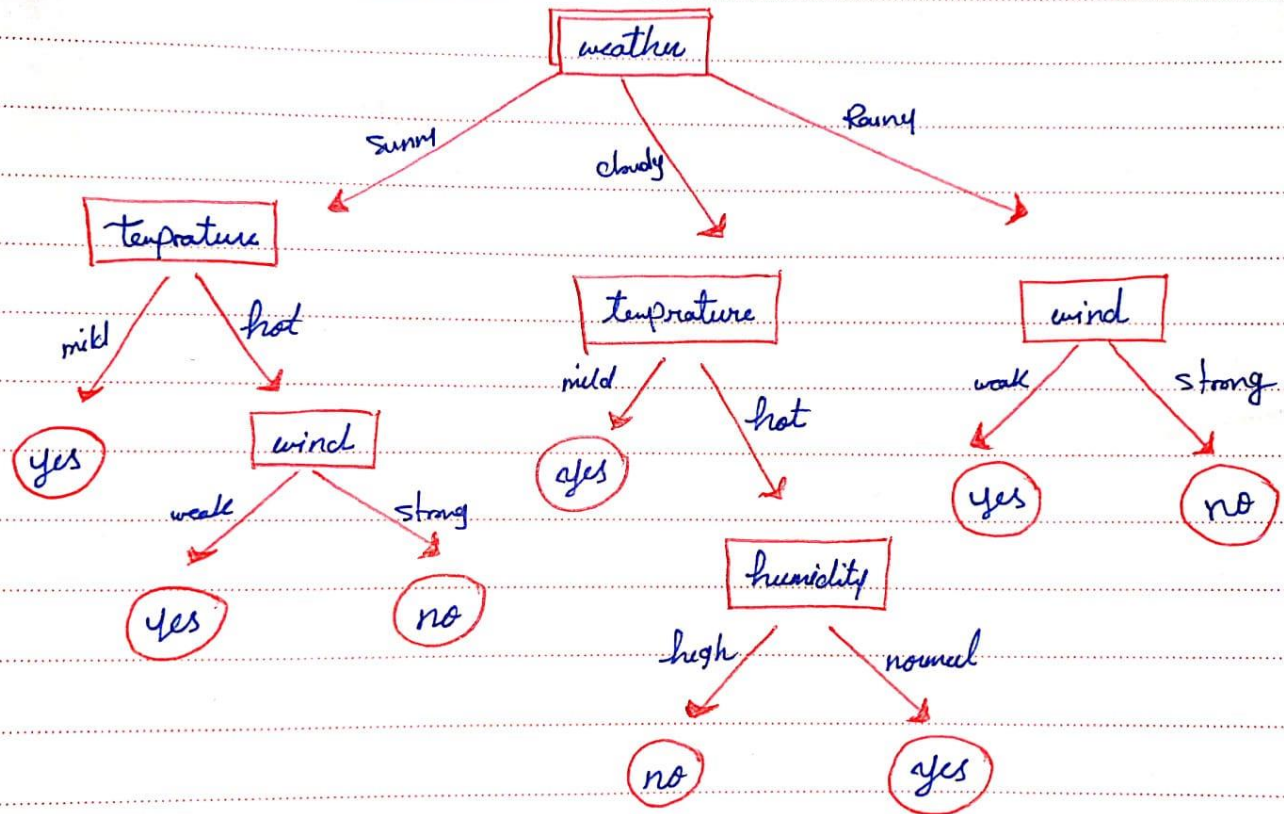 weather
Sunny
cloudy
Rainy
temprature
temprature
wind
mild
hot
mild
hot
weak
strong
yes
wind
yes
yes
no
weak
strong
humidity
yes
no
high
normal
no
yes